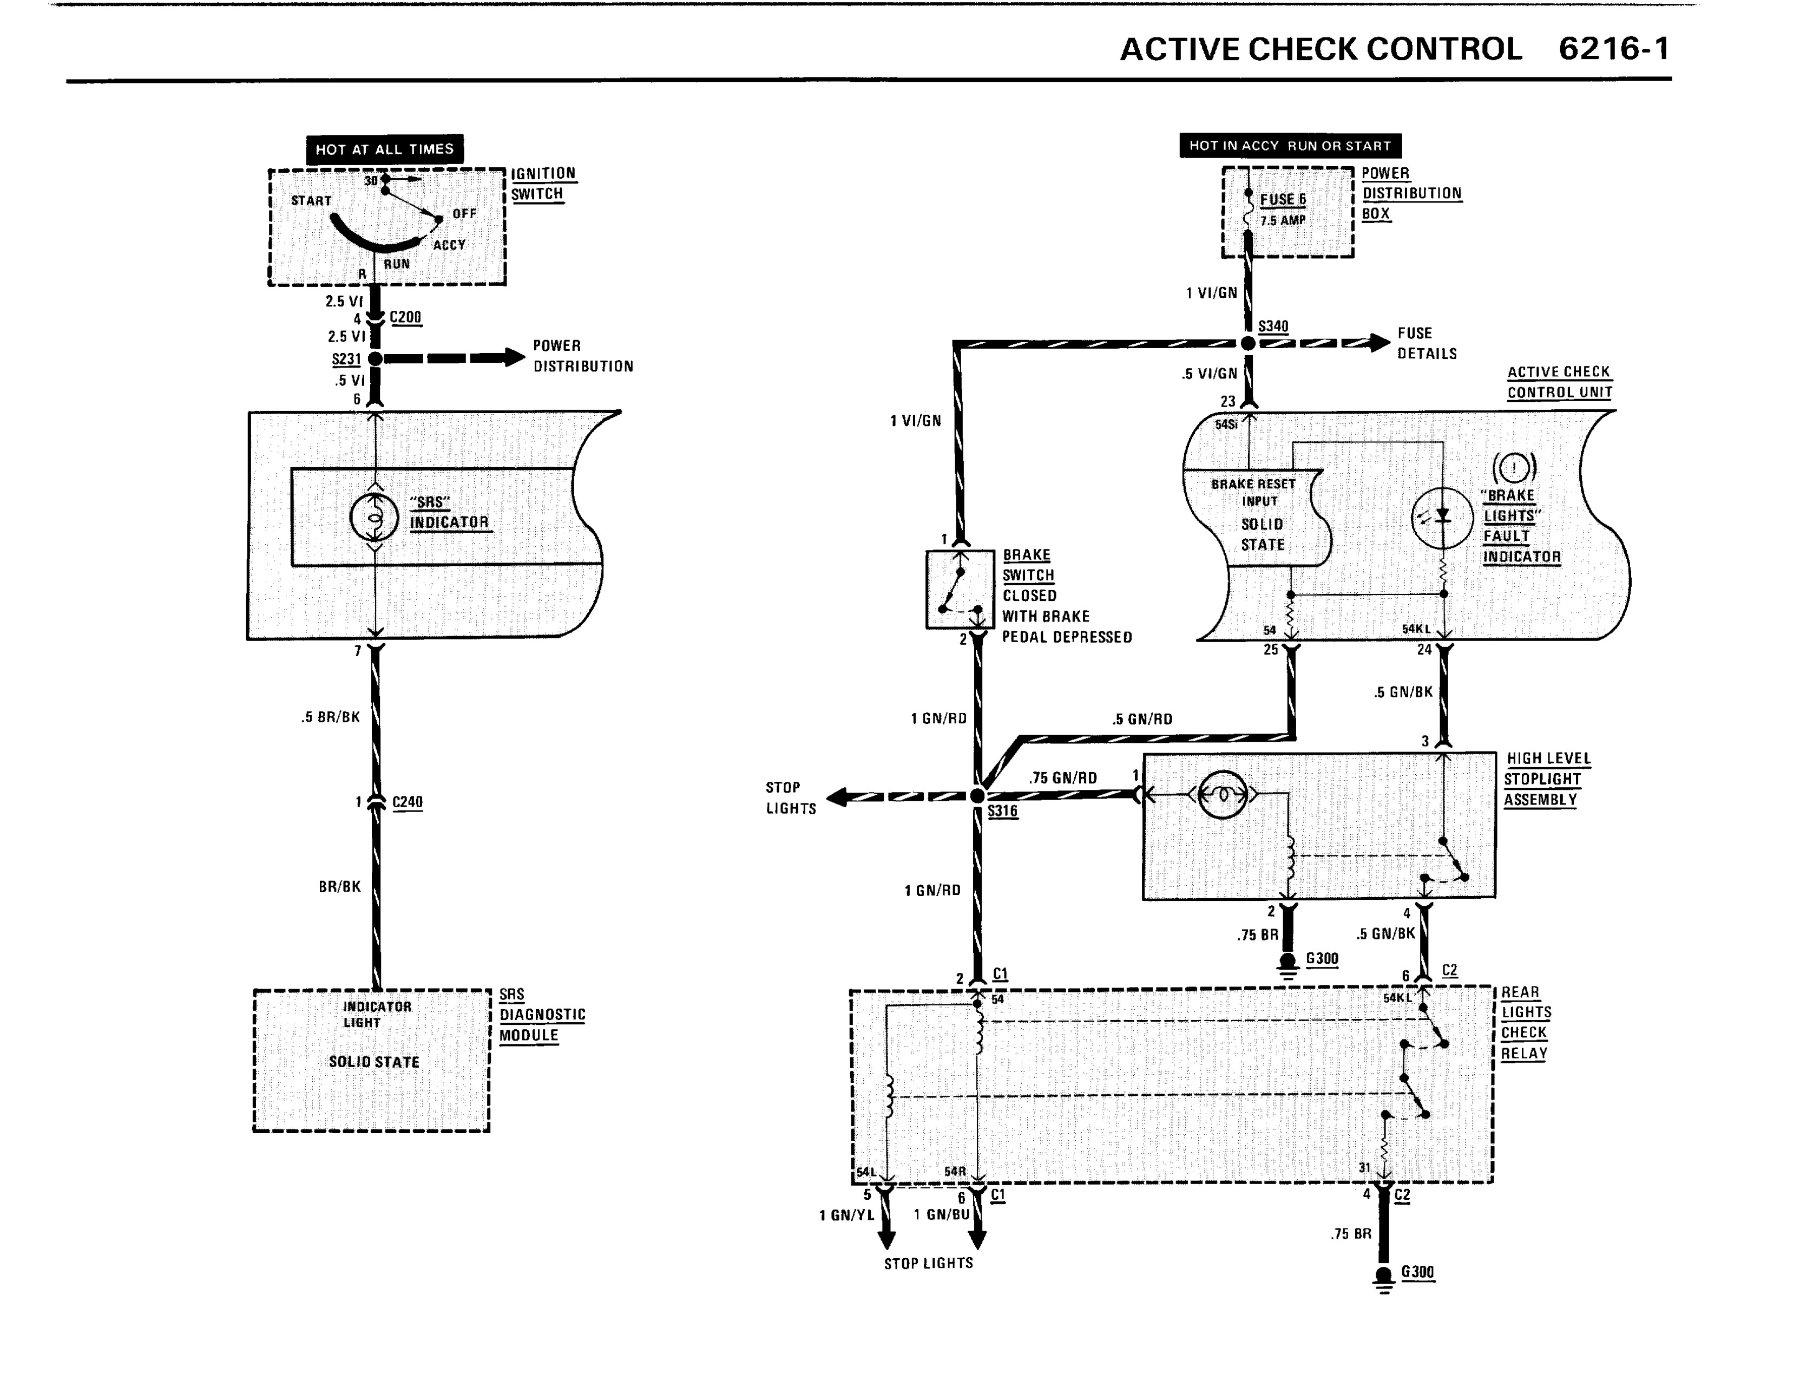 ACTIVE CHECK CONTROL 6216-1
HOT AT ALL TIMES
IGNITION
SWITCH
30
START
OFF
ACCY
RUN
R
2.5 VI
4
C200
2.5 VI
S231
POWER
DISTRIBUTION
.5 VI
6
"SRS"
INDICATOR
7
.5 BR/BK
1
C240
BR/BK
INDICATOR
LIGHT
SOLID STATE
SRS
DIAGNOSTIC
MODULE
HOT IN ACCY RUN OR START
POWER
DISTRIBUTION
BOX
FUSE 6
7.5 AMP
1 VI/GN
S340
FUSE
DETAILS
.5 VI/GN
ACTIVE CHECK
CONTROL UNIT
23
54Si
1 VI/GN
BRAKE RESET
INPUT
SOLID
STATE
(!)
"BRAKE
LIGHTS"
FAULT
INDICATOR
1
BRAKE
SWITCH
CLOSED
WITH BRAKE
PEDAL DEPRESSED
2
54
25
54KL
24
1 GN/RD
.5 GN/RD
.5 GN/BK
3
STOP
LIGHTS
S316
.75 GN/RD
1
HIGH LEVEL
STOPLIGHT
ASSEMBLY
1 GN/RD
2
.75 BR
G300
4
.5 GN/BK
2
C1
54
6
C2
54KL
REAR
LIGHTS
CHECK
RELAY
54L
54R
31
5
6
C1
4
C2
1 GN/YL
1 GN/BU
STOP LIGHTS
.75 BR
G300